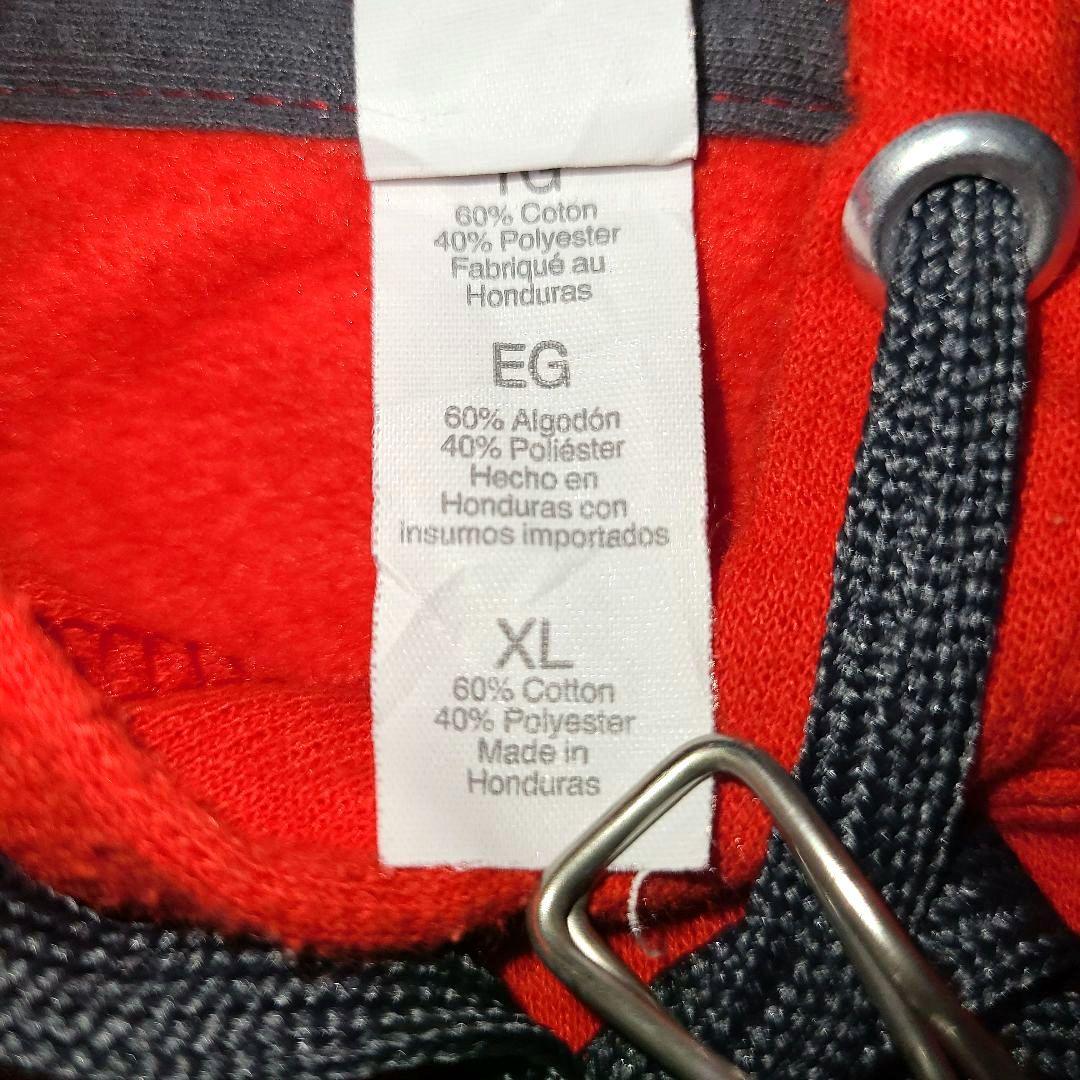 TG
60% Coton
40% Polyester
Fabriqué au
Honduras
EG
60% Algodón
40% Poliéster
Hecho en
Honduras con
insumos importados
XL
60% Cotton
40% Polyester
Made in
Honduras